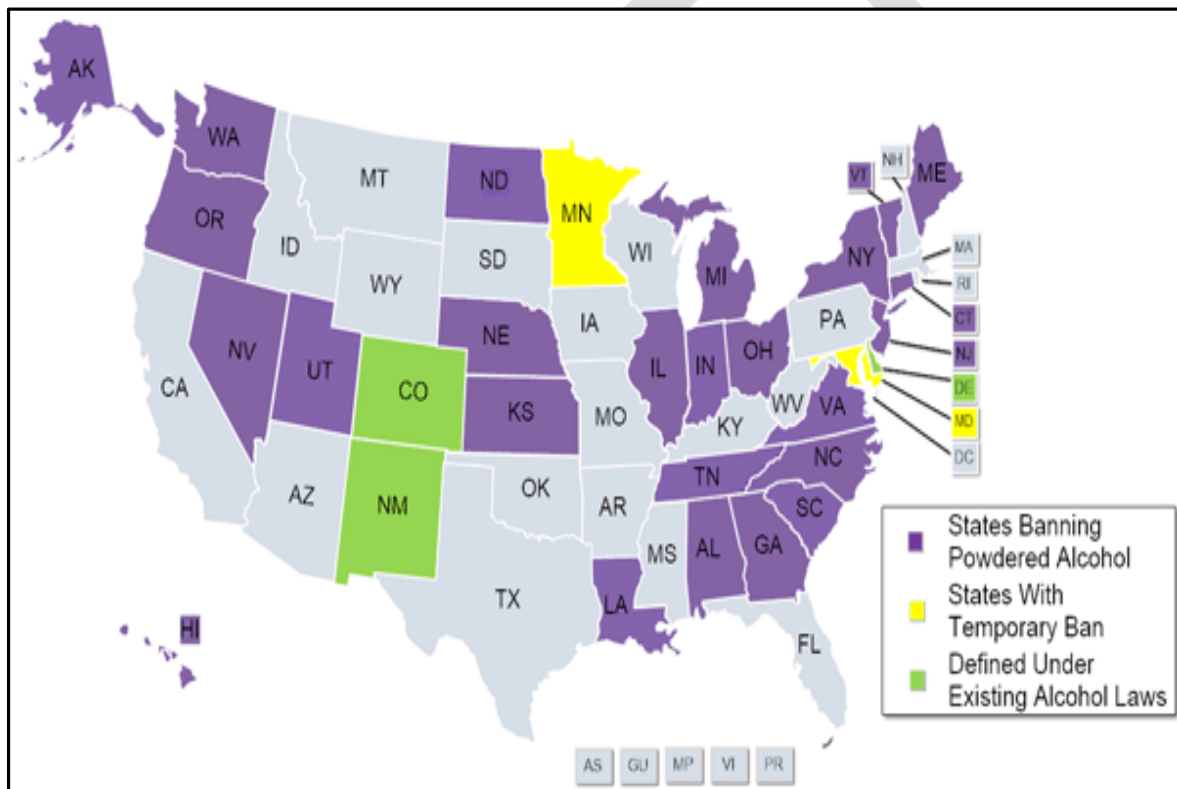 AK
WA
MT
ND
MN
VT
NH
ME
OR
ID
SD
WI
MI
NY
MA
WY
RI
PA
CT
NE
IA
NV
IL
IN
OH
NJ
UT
CO
DE
CA
KS
MO
WV
VA
MD
KY
DC
NC
TN
OK
AZ
NM
AR
SC
MS
AL
GA
TX
LA
HI
FL
States Banning
Powdered Alcohol
States With
Temporary Ban
Defined Under
Existing Alcohol Laws
AS
GU
MP
VI
PR